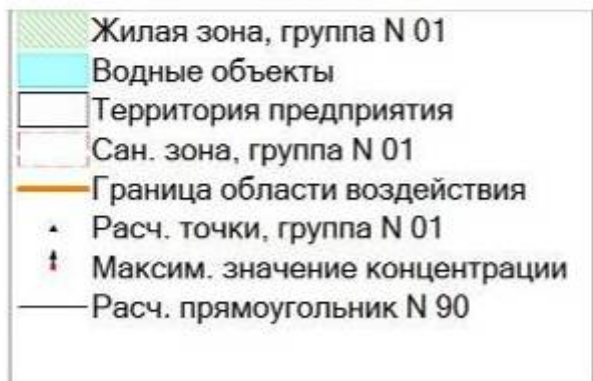 Жилая зона, группа N 01
Водные объекты
Территория предприятия
Сан. зона, группа N 01
Граница области воздействия
Расч. точки, группа N 01
Максим. значение концентрации
Расч. прямоугольник N 90